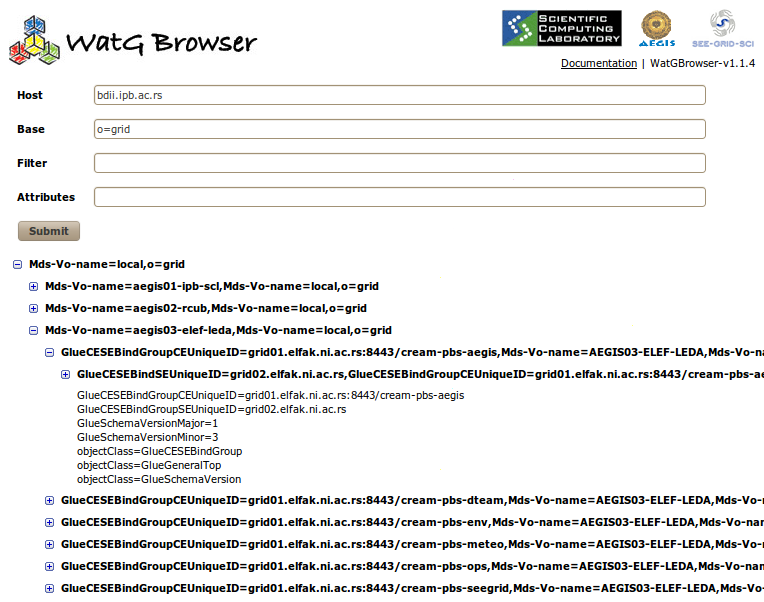 WatG Browser
SCIENTIFIC
COMPUTING
LABORATORY
AEGIS
SEE-GRID-SCI
Documentation | WatGBrowser-v1.1.4
Host bdii.ipb.ac.rs
Base o=grid
Filter
Attributes
Submit
Mds-Vo-name=local,o=grid
Mds-Vo-name=aegis01-ipb-scl,Mds-Vo-name=local,o=grid
Mds-Vo-name=aegis02-rcub,Mds-Vo-name=local,o=grid
Mds-Vo-name=aegis03-elef-leda,Mds-Vo-name=local,o=grid
GlueCESEBindGroupCEUniqueID=grid01.elfak.ni.ac.rs:8443/cream-pbs-aegis,Mds-Vo-name=AEGIS03-ELEF-LEDA,Mds-Vo-na
GlueCESEBindSEUniqueID=grid02.elfak.ni.ac.rs,GlueCESEBindGroupCEUniqueID=grid01.elfak.ni.ac.rs:8443/cream-pbs-ae
GlueCESEBindGroupCEUniqueID=grid01.elfak.ni.ac.rs:8443/cream-pbs-aegis
GlueCESEBindGroupSEUniqueID=grid02.elfak.ni.ac.rs
GlueSchemaVersionMajor=1
GlueSchemaVersionMinor=3
objectClass=GlueCESEBindGroup
objectClass=GlueGeneralTop
objectClass=GlueSchemaVersion
GlueCESEBindGroupCEUniqueID=grid01.elfak.ni.ac.rs:8443/cream-pbs-dteam,Mds-Vo-name=AEGIS03-ELEF-LEDA,Mds-Vo-
GlueCESEBindGroupCEUniqueID=grid01.elfak.ni.ac.rs:8443/cream-pbs-env,Mds-Vo-name=AEGIS03-ELEF-LEDA,Mds-Vo-nam
GlueCESEBindGroupCEUniqueID=grid01.elfak.ni.ac.rs:8443/cream-pbs-meteo,Mds-Vo-name=AEGIS03-ELEF-LEDA,Mds-Vo-
GlueCESEBindGroupCEUniqueID=grid01.elfak.ni.ac.rs:8443/cream-pbs-ops,Mds-Vo-name=AEGIS03-ELEF-LEDA,Mds-Vo-nam
GlueCESEBindGroupCEUniqueID=grid01.elfak.ni.ac.rs:8443/cream-pbs-seegrid,Mds-Vo-name=AEGIS03-ELEF-LEDA,Mds-Vo-